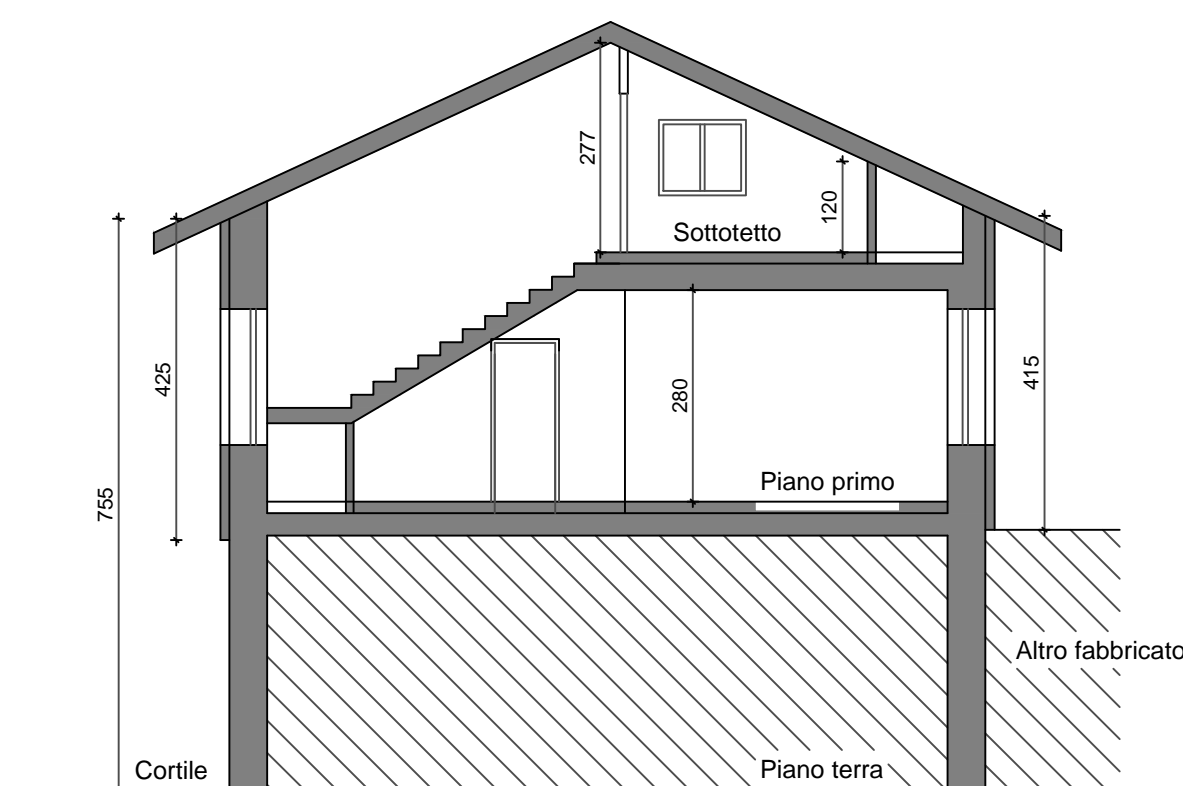 277
120
Sottotetto
425
415
280
755
Piano primo
Altro fabbricato
Cortile
Piano terra